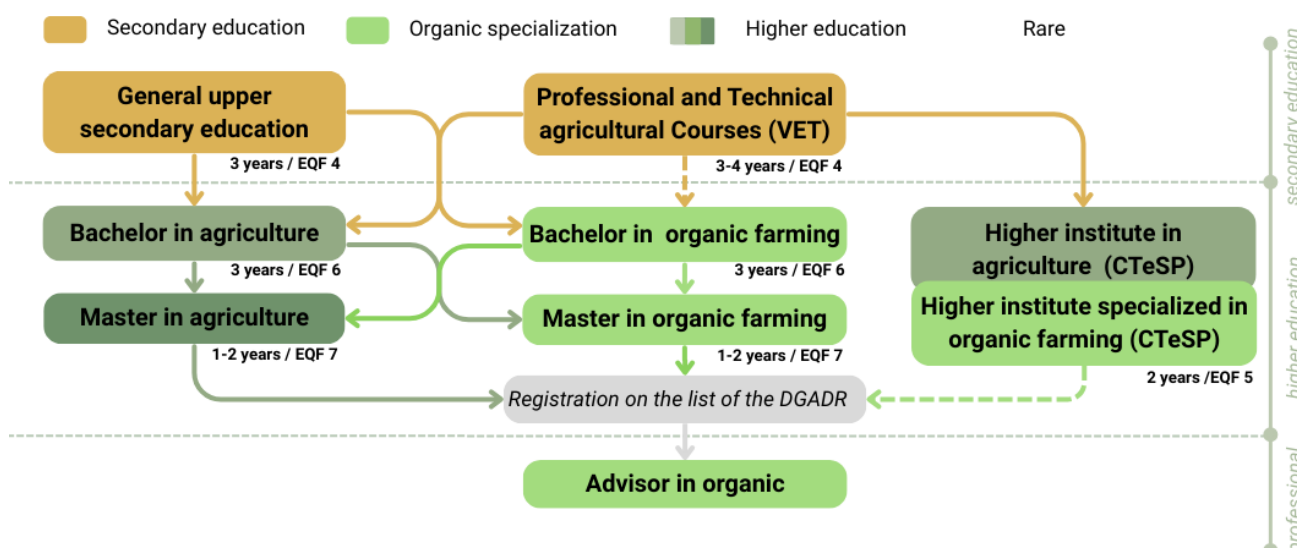 Secondary education
Organic specialization
Higher education
Rare
General upper
secondary education
3 years / EQF 4
Professional and Technical
agricultural Courses (VET)
3-4 years / EQF 4
secondary education
Bachelor in agriculture
3 years / EQF 6
Bachelor in organic farming
3 years / EQF 6
Higher institute in
agriculture (CTeSP)
Higher institute specialized in
organic farming (CTeSP)
2 years /EQF 5
Master in agriculture
1-2 years / EQF 7
Master in organic farming
1-2 years / EQF 7
higher education
Registration on the list of the DGADR
Advisor in organic
professional